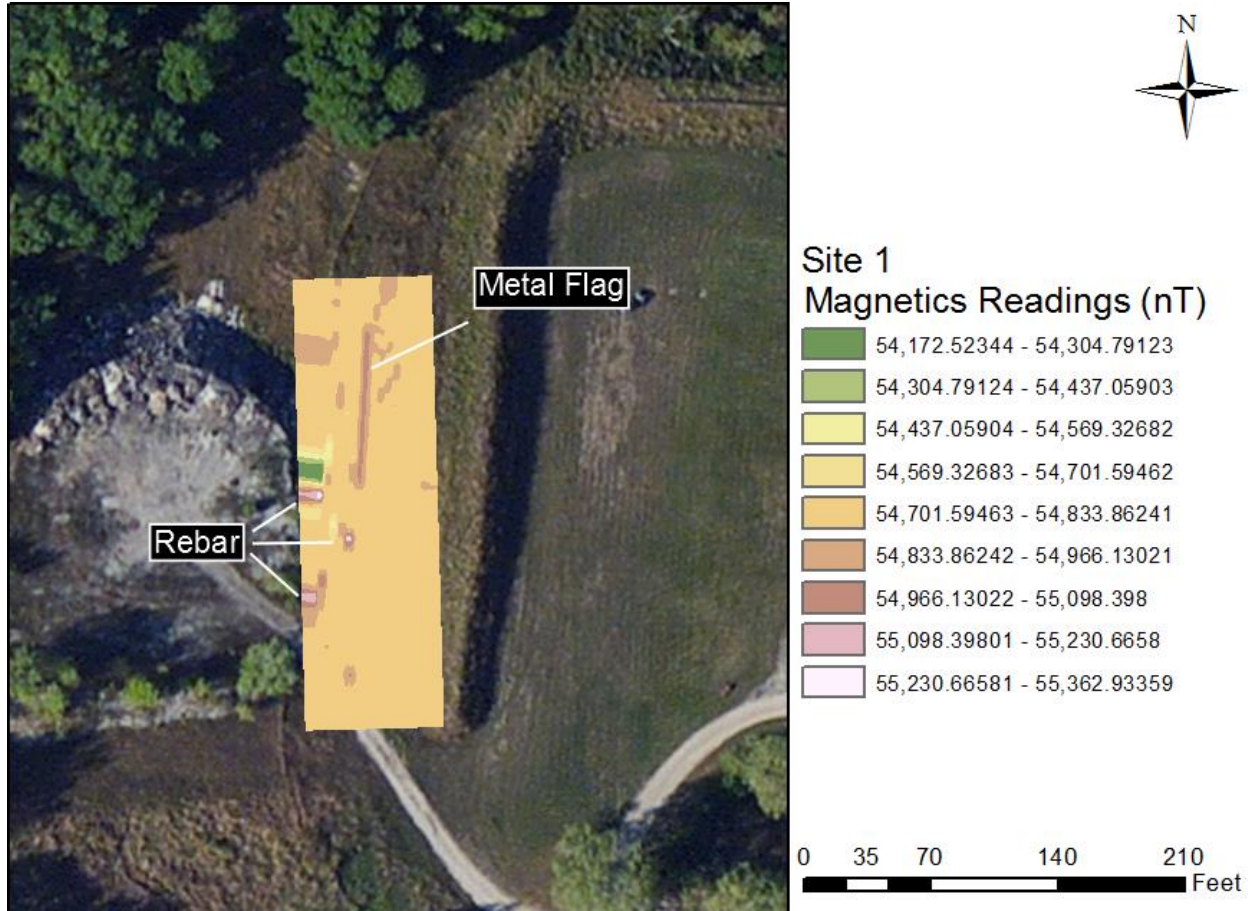 N
Metal Flag
Rebar
Site 1
Magnetics Readings (nT)
54,172.52344 - 54,304.79123
54,304.79124 - 54,437.05903
54,437.05904 - 54,569.32682
54,569.32683 - 54,701.59462
54,701.59463 - 54,833.86241
54,833.86242 - 54,966.13021
54,966.13022 - 55,098.398
55,098.39801 - 55,230.6658
55,230.66581 - 55,362.93359
0 35 70 140 210
Feet